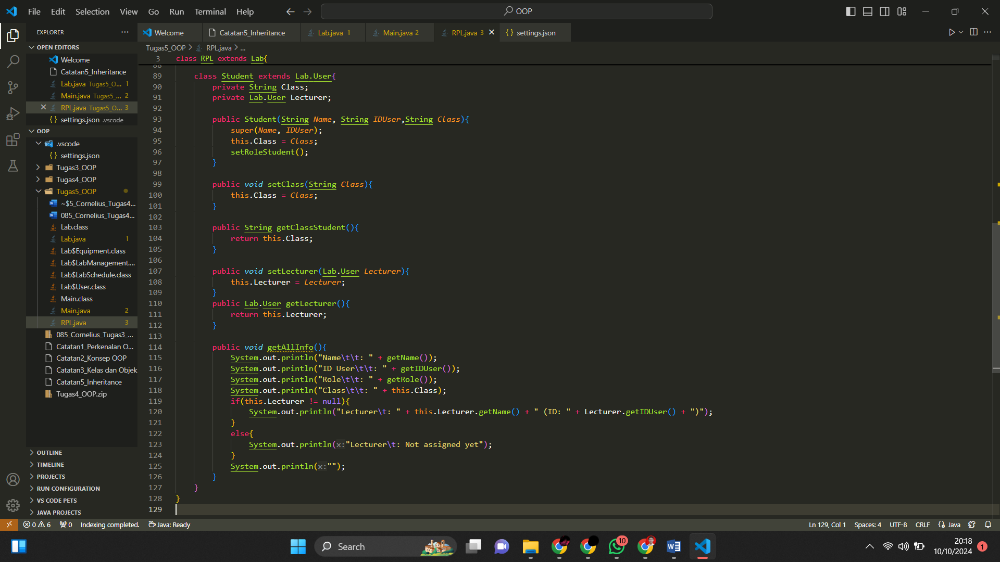 File Edit Selection View Go Run Terminal Help
OOP
EXPLORER
Welcome
Catatan5_Inheritance
Lab.java 1
Main.java 2
RPL.java 3
{} settings.json
OPEN EDITORS
Welcome
Catatan5_Inheritance
Lab.java Tugas5_O... 1
Main.java Tugas5_... 2
RPL.java Tugas5_O... 3
{} settings.json .vscode
OOP
.vscode
{} settings.json
Tugas3_OOP
Tugas4_OOP
Tugas5_OOP
~$5_Cornelius_Tugas4...
085_Cornelius_Tugas4...
Lab.class
Lab.java 1
Lab$Equipment.class
Lab$LabManagement....
Lab$LabSchedule.class
Lab$User.class
Main.class
Main.java 2
RPL.java 3
085_Cornelius_Tugas3_...
Catatan1_Perkenalan O...
Catatan2_Konsep OOP
Catatan3_Kelas dan Objek
Catatan5_Inheritance
Tugas4_OOP.zip
OUTLINE
TIMELINE
PROJECTS
RUN CONFIGURATION
VS CODE PETS
JAVA PROJECTS
Tugas5_OOP > RPL.java > ...
3 class RPL extends Lab{
88
89 class Student extends Lab.User{
90 private String Class;
91 private Lab.User Lecturer;
92
93 public Student(String Name, String IDUser,String Class){
94 super(Name, IDUser);
95 this.Class = Class;
96 setRoleStudent();
97 }
98
99 public void setClass(String Class){
100 this.Class = Class;
101 }
102
103 public String getClassStudent(){
104 return this.Class;
105 }
106
107 public void setLecturer(Lab.User Lecturer){
108 this.Lecturer = Lecturer;
109 }
110 public Lab.User getLecturer(){
111 return this.Lecturer;
112 }
113
114 public void getAllInfo(){
115 System.out.println("Name\t\t: " + getName());
116 System.out.println("ID User\t\t: " + getIDUser());
117 System.out.println("Role\t\t: " + getRole());
118 System.out.println("Class\t\t: " + this.Class);
119 if(this.Lecturer != null){
120 System.out.println("Lecturer\t: " + this.Lecturer.getName() + " (ID: " + Lecturer.getIDUser() + ")");
121 }
122 else{
123 System.out.println(x:"Lecturer\t: Not assigned yet");
124 }
125 System.out.println(x:"");
126 }
127 }
128 }
129
0 6 0 Indexing completed. Java: Ready
Ln 129, Col 1 Spaces: 4 UTF-8 CRLF {} Java
Search
10
20:18
10/10/2024
1